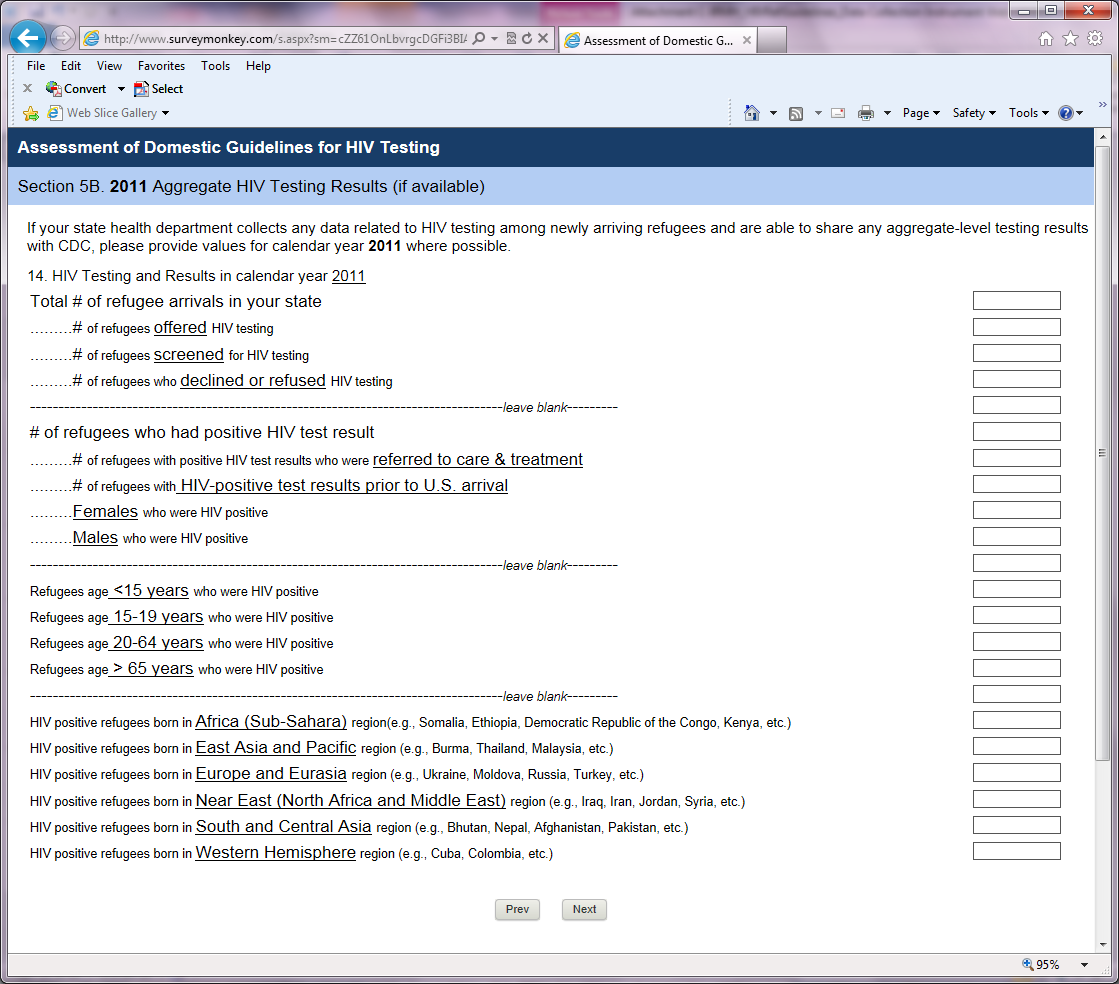 http://www.surveymonkey.com/s.aspx?sm=cZZ61OnLbvrgcDGFi3BI
Assessment of Domestic G...
File Edit View Favorites Tools Help
Convert Select
Web Slice Gallery Page Safety Tools
Assessment of Domestic Guidelines for HIV Testing
Section 5B. 2011 Aggregate HIV Testing Results (if available)
If your state health department collects any data related to HIV testing among newly arriving refugees and are able to share any aggregate-level testing results
with CDC, please provide values for calendar year 2011 where possible.
14. HIV Testing and Results in calendar year 2011
Total # of refugee arrivals in your state
.........# of refugees offered HIV testing
.........# of refugees screened for HIV testing
.........# of refugees who declined or refused HIV testing
-----------------------------------------------------------------------------------leave blank---------
# of refugees who had positive HIV test result
.........# of refugees with positive HIV test results who were referred to care & treatment
.........# of refugees with HIV-positive test results prior to U.S. arrival
.........Females who were HIV positive
.........Males who were HIV positive
-----------------------------------------------------------------------------------leave blank---------
Refugees age <15 years who were HIV positive
Refugees age 15-19 years who were HIV positive
Refugees age 20-64 years who were HIV positive
Refugees age > 65 years who were HIV positive
-----------------------------------------------------------------------------------leave blank---------
HIV positive refugees born in Africa (Sub-Sahara) region(e.g., Somalia, Ethiopia, Democratic Republic of the Congo, Kenya, etc.)
HIV positive refugees born in East Asia and Pacific region (e.g., Burma, Thailand, Malaysia, etc.)
HIV positive refugees born in Europe and Eurasia region (e.g., Ukraine, Moldova, Russia, Turkey, etc.)
HIV positive refugees born in Near East (North Africa and Middle East) region (e.g., Iraq, Iran, Jordan, Syria, etc.)
HIV positive refugees born in South and Central Asia region (e.g., Bhutan, Nepal, Afghanistan, Pakistan, etc.)
HIV positive refugees born in Western Hemisphere region (e.g., Cuba, Colombia, etc.)
Prev Next
95%